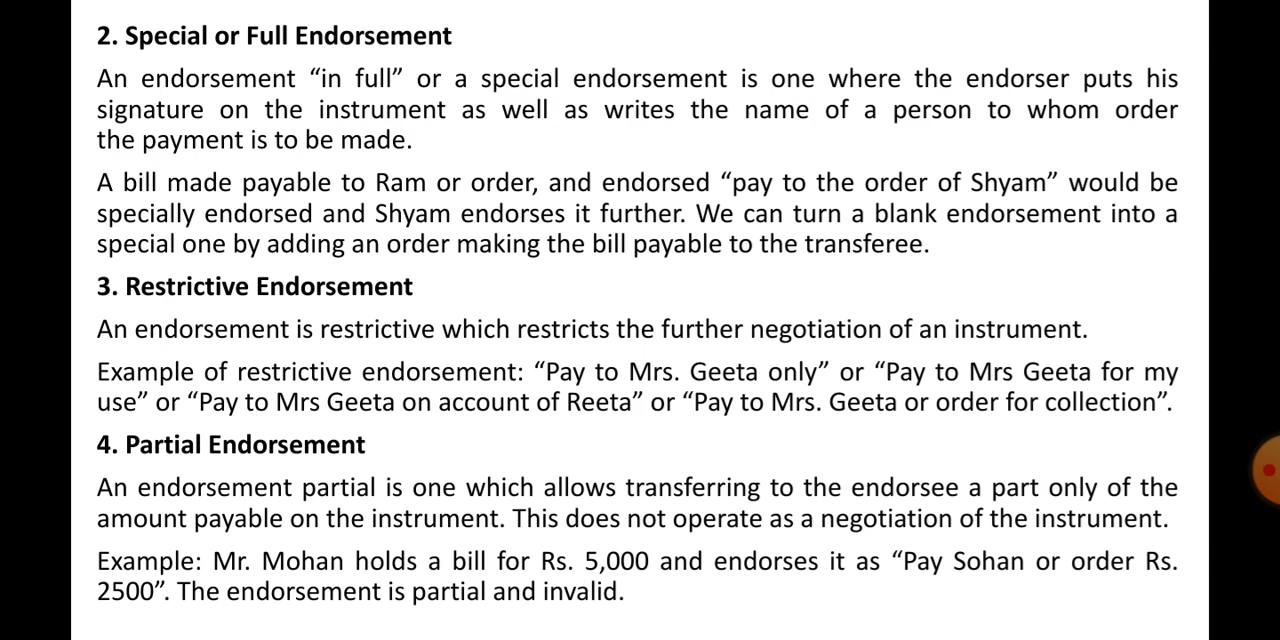 2. Special or Full Endorsement
An endorsement “in full” or a special endorsement is one where the endorser puts his
signature on the instrument as well as writes the name of a person to whom order
the payment is to be made.
A bill made payable to Ram or order, and endorsed “pay to the order of Shyam” would be
specially endorsed and Shyam endorses it further. We can turn a blank endorsement into a
special one by adding an order making the bill payable to the transferee.
3. Restrictive Endorsement
An endorsement is restrictive which restricts the further negotiation of an instrument.
Example of restrictive endorsement: “Pay to Mrs. Geeta only” or “Pay to Mrs Geeta for my
use” or “Pay to Mrs Geeta on account of Reeta” or “Pay to Mrs. Geeta or order for collection”.
4. Partial Endorsement
An endorsement partial is one which allows transferring to the endorsee a part only of the
amount payable on the instrument. This does not operate as a negotiation of the instrument.
Example: Mr. Mohan holds a bill for Rs. 5,000 and endorses it as “Pay Sohan or order Rs.
2500”. The endorsement is partial and invalid.